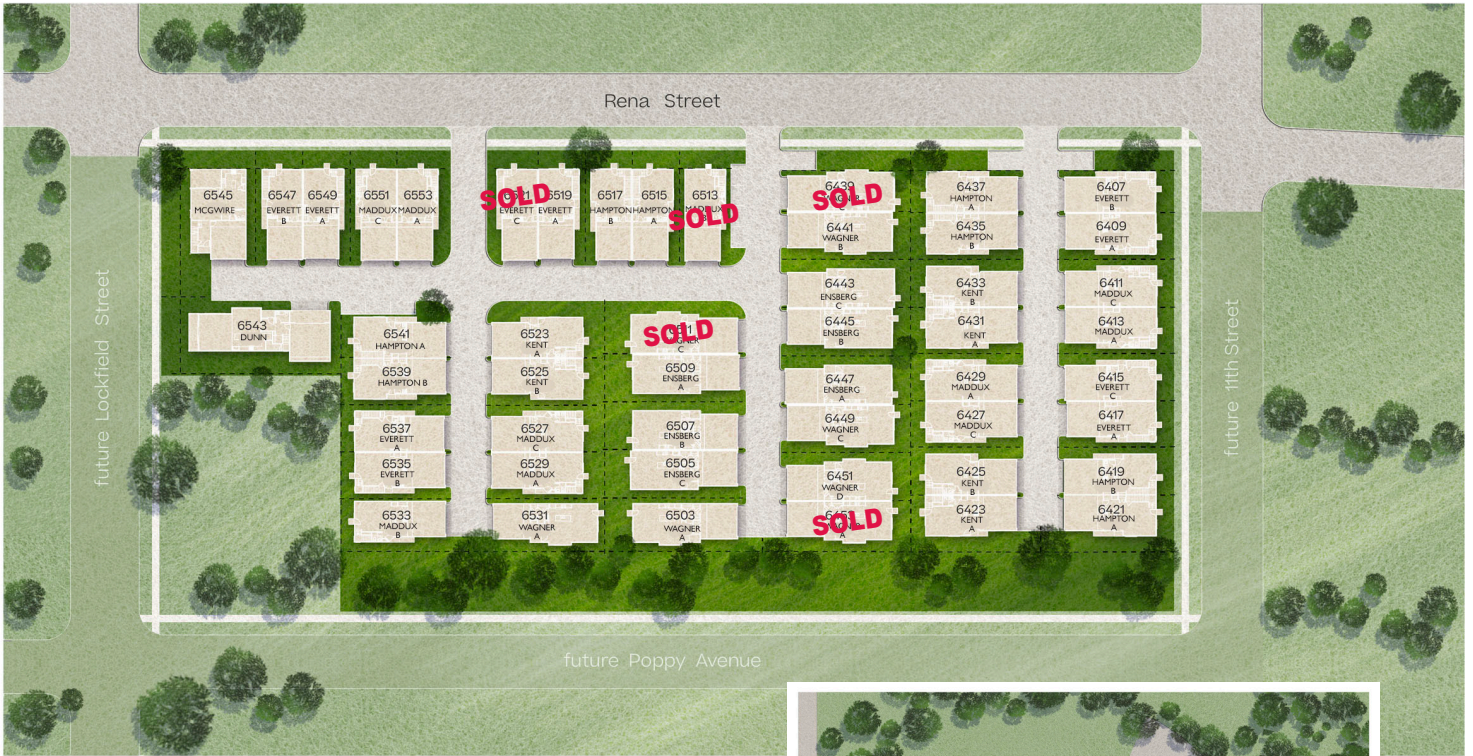 Rena Street
6545
MCGWIRE
6547
EVERETT
B
6549
EVERETT
A
6551
MADDUX
C
6553
MADDUX
A
SOLD
EVERETT
C
6519
EVERETT
A
6517
HAMPTON
B
6515
HAMPTON
A
6513
SOLD
SOLD
6441
WAGNER
B
6437
HAMPTON
A
6435
HAMPTON
B
6407
EVERETT
B
6409
EVERETT
A
6443
ENSBERG
C
6445
ENSBERG
B
6433
KENT
B
6431
KENT
A
6411
MADDUX
C
6413
MADDUX
A
6543
DUNN
6541
HAMPTON A
6539
HAMPTON B
6523
KENT
A
6525
KENT
B
SOLD
C
6509
ENSBERG
A
6447
ENSBERG
A
6449
WAGNER
C
6429
MADDUX
A
6427
MADDUX
C
6415
EVERETT
C
6417
EVERETT
A
6537
EVERETT
A
6535
EVERETT
B
6527
MADDUX
C
6529
MADDUX
A
6507
ENSBERG
B
6505
ENSBERG
C
6451
WAGNER
D
SOLD
A
6425
KENT
B
6423
KENT
A
6419
HAMPTON
B
6421
HAMPTON
A
6533
MADDUX
B
6531
WAGNER
A
6503
WAGNER
A
future Lockfield Street
future 11th Street
future Poppy Avenue